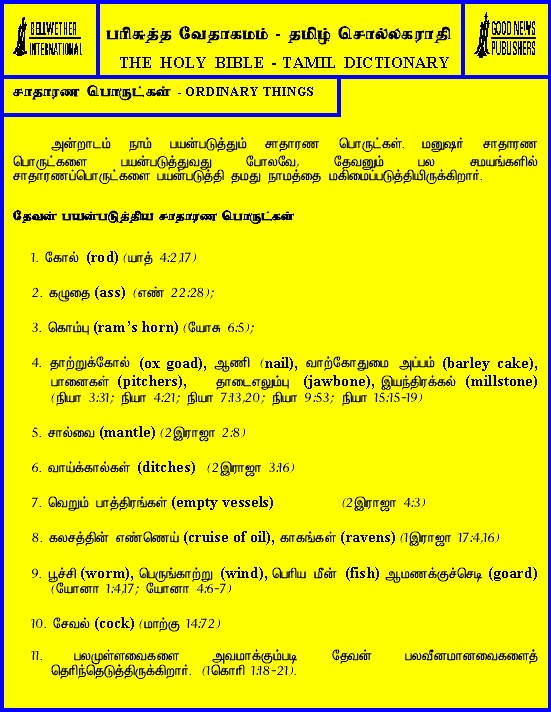 BELLWETHER
INTERNATIONAL
பரிசுத்த வேதாகமம் - தமிழ் சொல்லகராதி
THE HOLY BIBLE - TAMIL DICTIONARY
GOOD NEWS
PUBLISHERS
சாதாரண பொருட்கள் - ORDINARY THINGS
அன்றாடம் நாம் பயன்படுத்தும் சாதாரண பொருட்கள். மனுஷர் சாதாரண
பொருட்களை பயன்படுத்துவது போலவே, தேவனும் பல சமயங்களில்
சாதாரணப்பொருட்களை பயன்படுத்தி தமது நாமத்தை மகிமைப்படுத்தியிருக்கிறார்.
தேவன் பயன்படுத்திய சாதாரண பொருட்கள்
1. கோல் (rod) (யாத் 4:2,17)
2. கழுதை (ass) (எண் 22:28);
3. கொம்பு (ram's horn) (யோசு 6:5);
4. தாற்றுக்கோல் (ox goad), ஆணி (nail), வாற்கோதுமை அப்பம் (barley cake),
பானைகள் (pitchers), தாடைஎலும்பு (jawbone), இயந்திரக்கல் (millstone)
(நியா 3:31; நியா 4:21; நியா 7:13,20; நியா 9:53; நியா 15:15-19)
5. சால்வை (mantle) (2இராஜா 2:8)
6. வாய்க்கால்கள் (ditches) (2இராஜா 3:16)
7. வெறும் பாத்திரங்கள் (empty vessels) (2இராஜா 4:3)
8. கலசத்தின் எண்ணெய் (cruise of oil), காகங்கள் (ravens) (1இராஜா 17:4,16)
9. பூச்சி (worm), பெருங்காற்று (wind), பெரிய மீன் (fish) ஆமணக்குச்செடி (goard)
(யோனா 1:4,17; யோனா 4:6-7)
10. சேவல் (cock) (மாற்கு 14:72)
11. பலமுள்ளவைகளை அவமாக்கும்படி தேவன் பலவீனமானவைகளைத்
தெரிந்தெடுத்திருக்கிறார். (1கொரி 1:18-21).